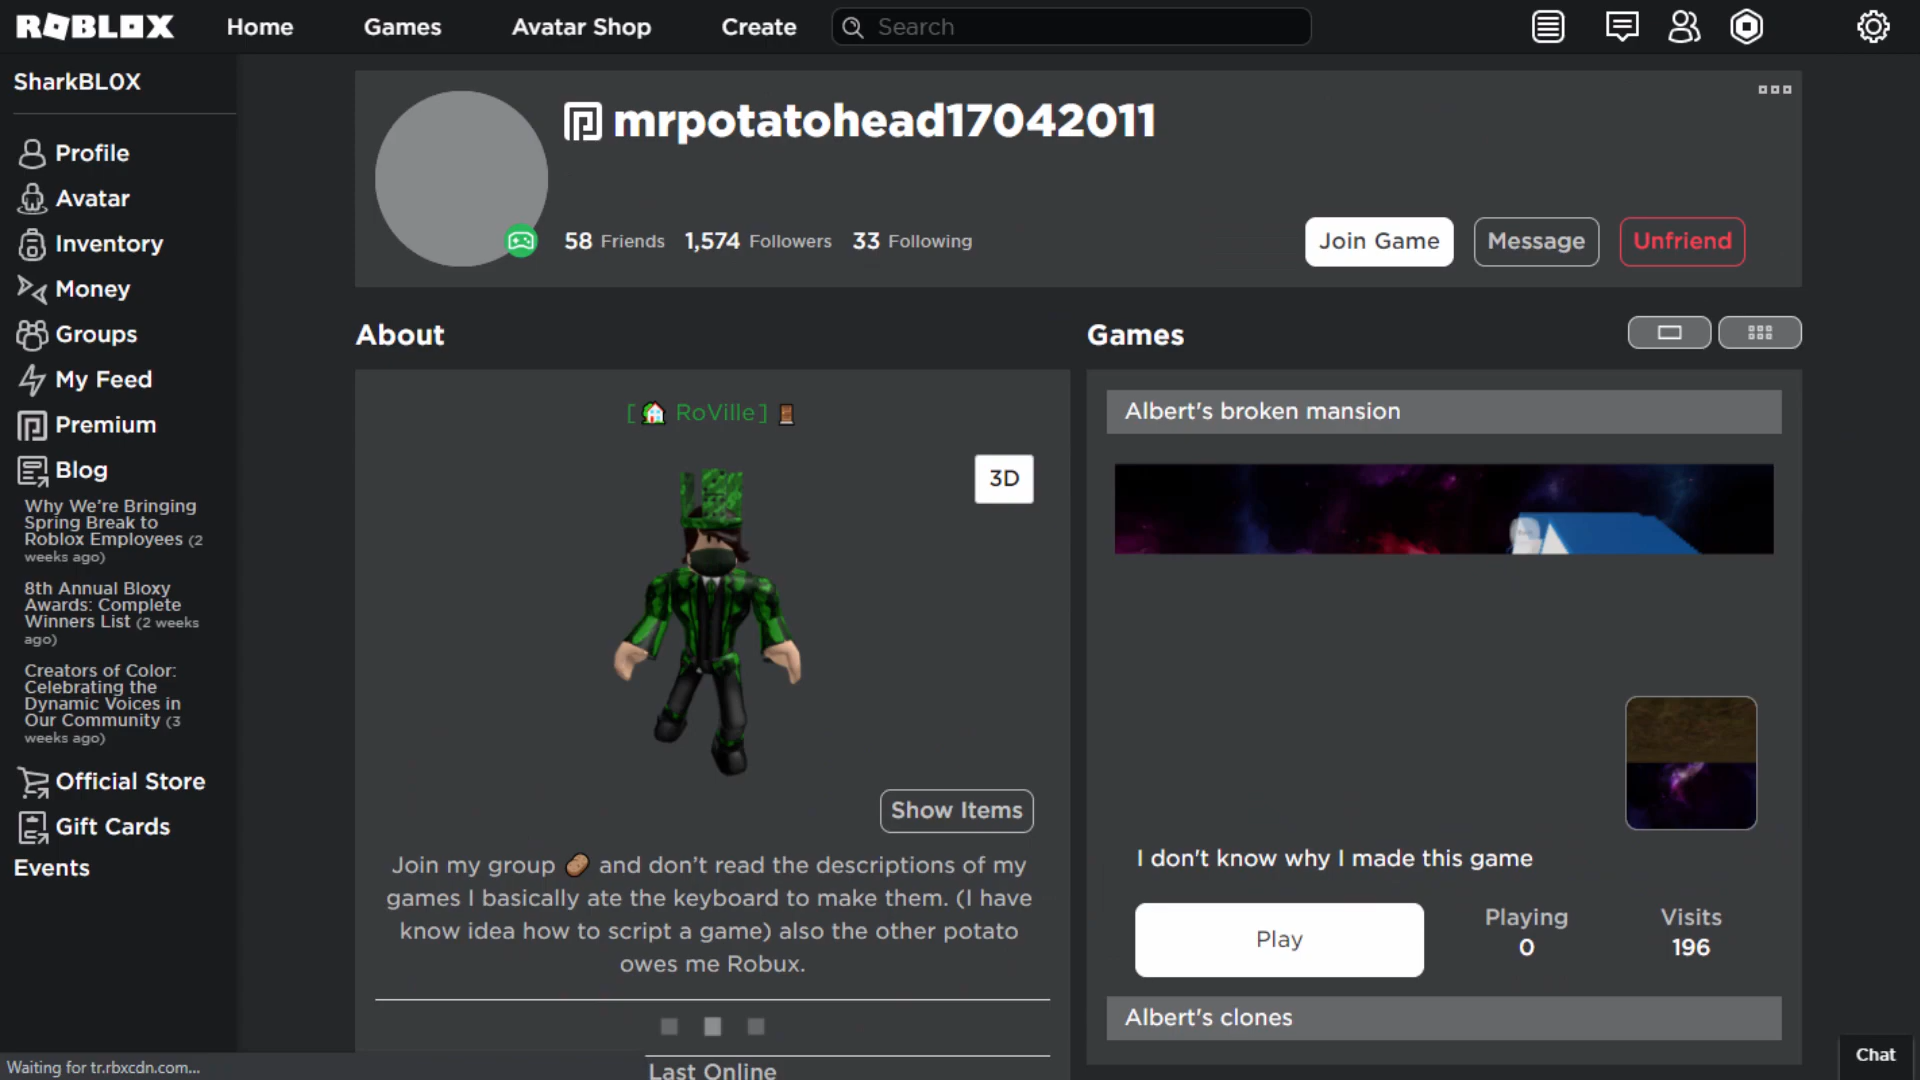 ROBLOX Home Games Avatar Shop Create Search
SharkBL0X
Profile
Avatar
Inventory
Money
Groups
My Feed
Premium
Blog
Why We're Bringing
Spring Break to
Roblox Employees (2
weeks ago)
8th Annual Bloxy
Awards: Complete
Winners List (2 weeks
ago)
Creators of Color:
Celebrating the
Dynamic Voices in
Our Community (3
weeks ago)
Official Store
Gift Cards
Events
mrpotatohead17042011
58 Friends 1,574 Followers 33 Following
Join Game Message Unfriend
About
[🏠 RoVille] 🚪
3D
Show Items
Join my group 🥔 and don’t read the descriptions of my
games I basically ate the keyboard to make them. (I have
know idea how to script a game) also the other potato
owes me Robux.
Last Online
Games
Albert's broken mansion
I don't know why I made this game
Play
Playing
0
Visits
196
Albert's clones
Chat
Waiting for tr.rbxcdn.com...